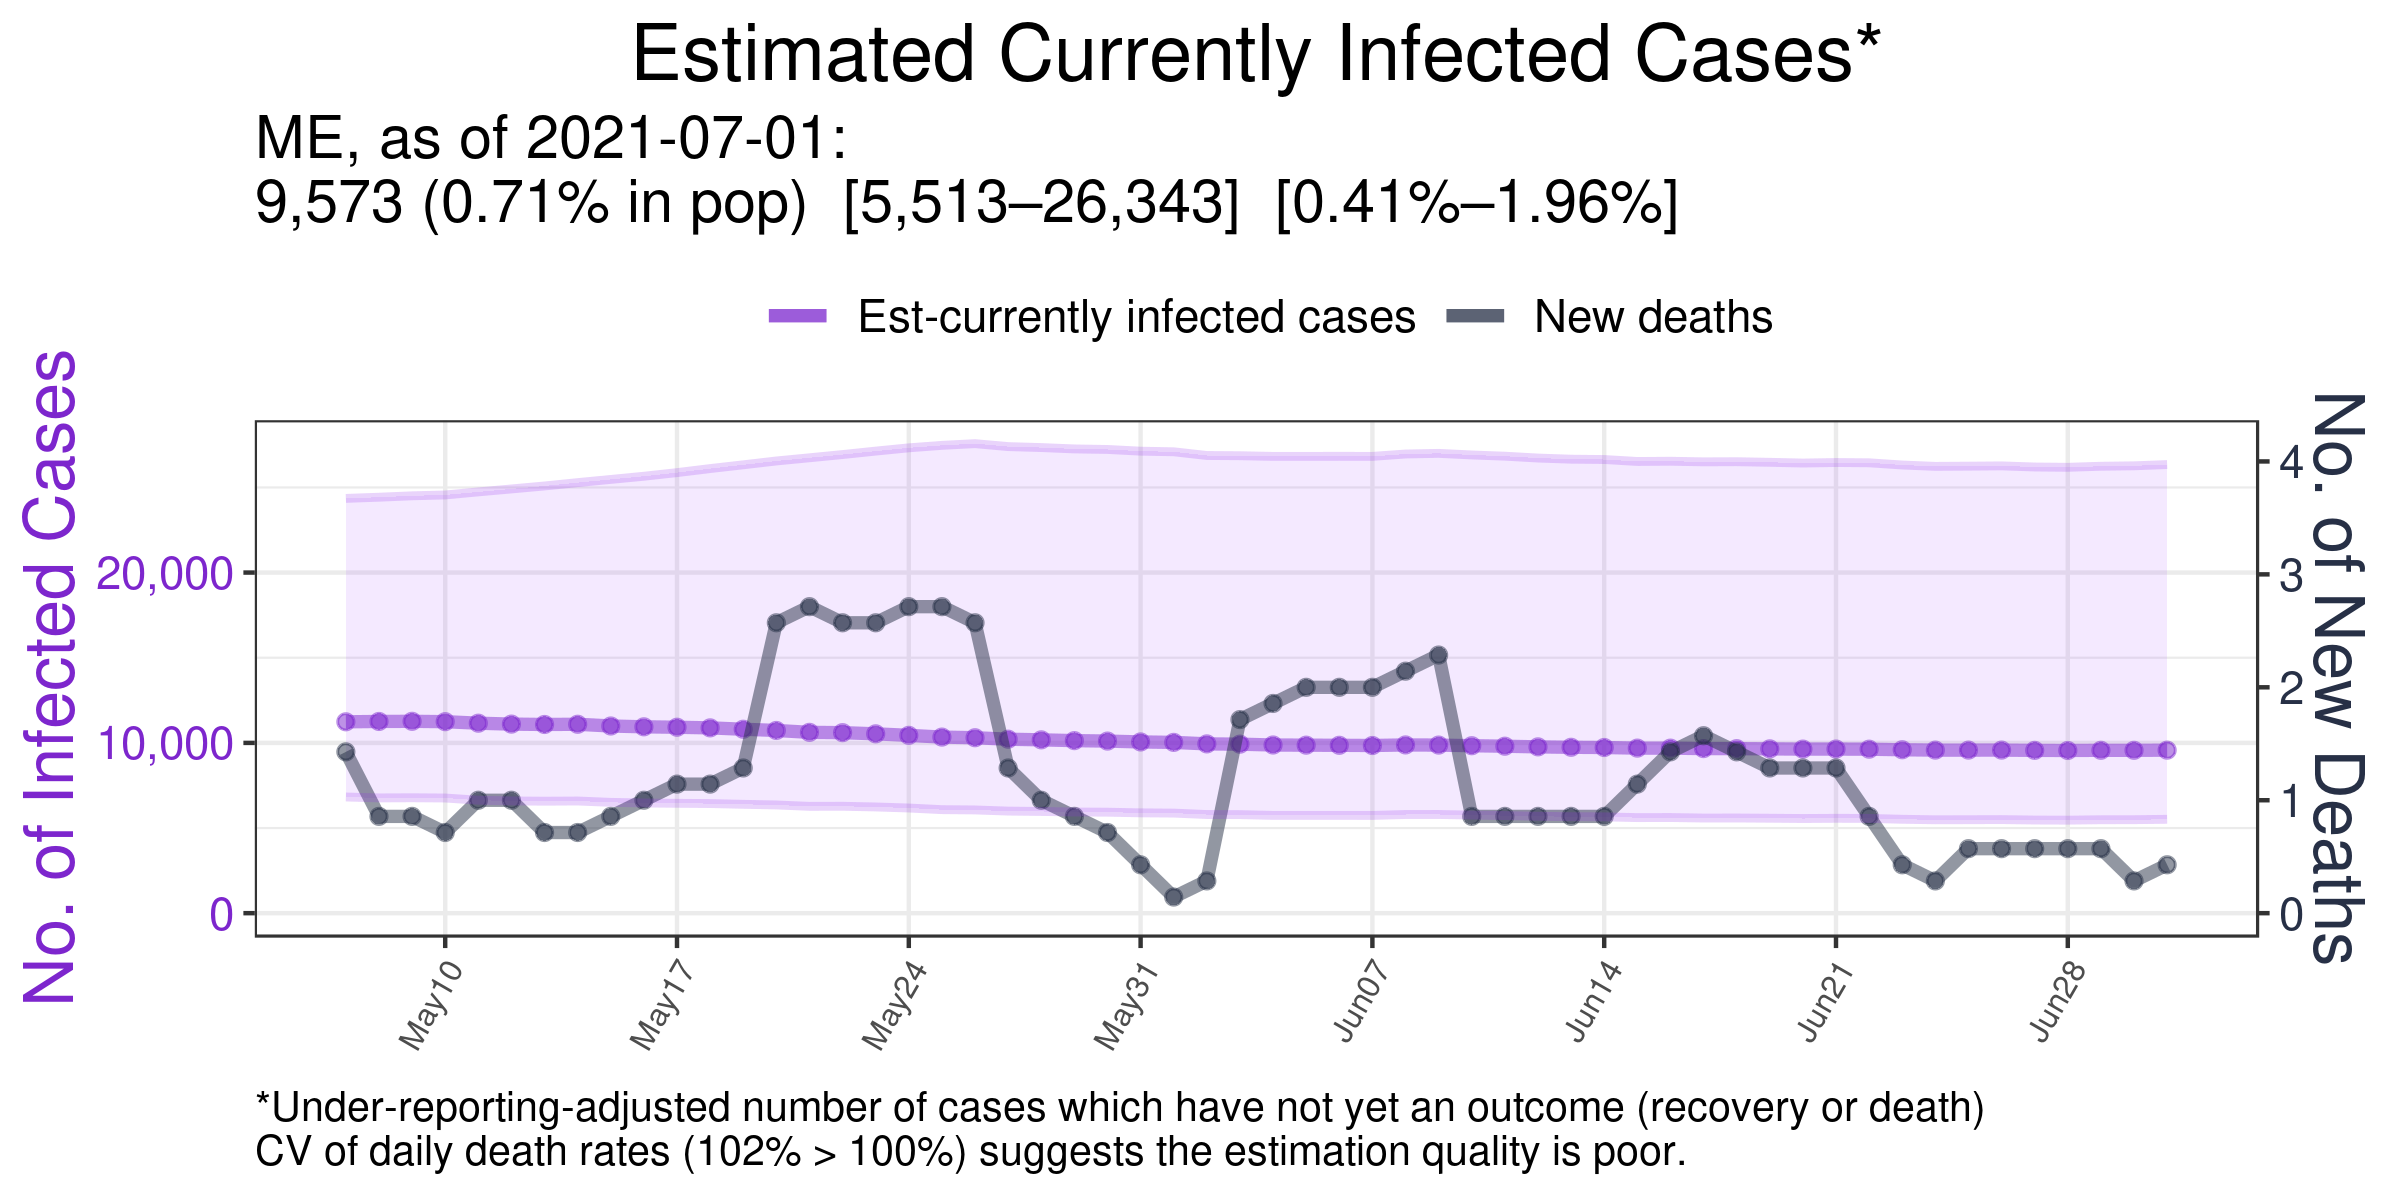 Estimated Currently Infected Cases*
ME, as of 2021-07-01:
9,573 (0.71% in pop)  [5,513–26,343]  [0.41%–1.96%]
Est-currently infected cases
New deaths
No. of Infected Cases
20,000
10,000
0
4
3
2
1
0
No. of New Deaths
May10
May17
May24
May31
Jun07
Jun14
Jun21
Jun28
*Under-reporting-adjusted number of cases which have not yet an outcome (recovery or death)
CV of daily death rates (102% > 100%) suggests the estimation quality is poor.